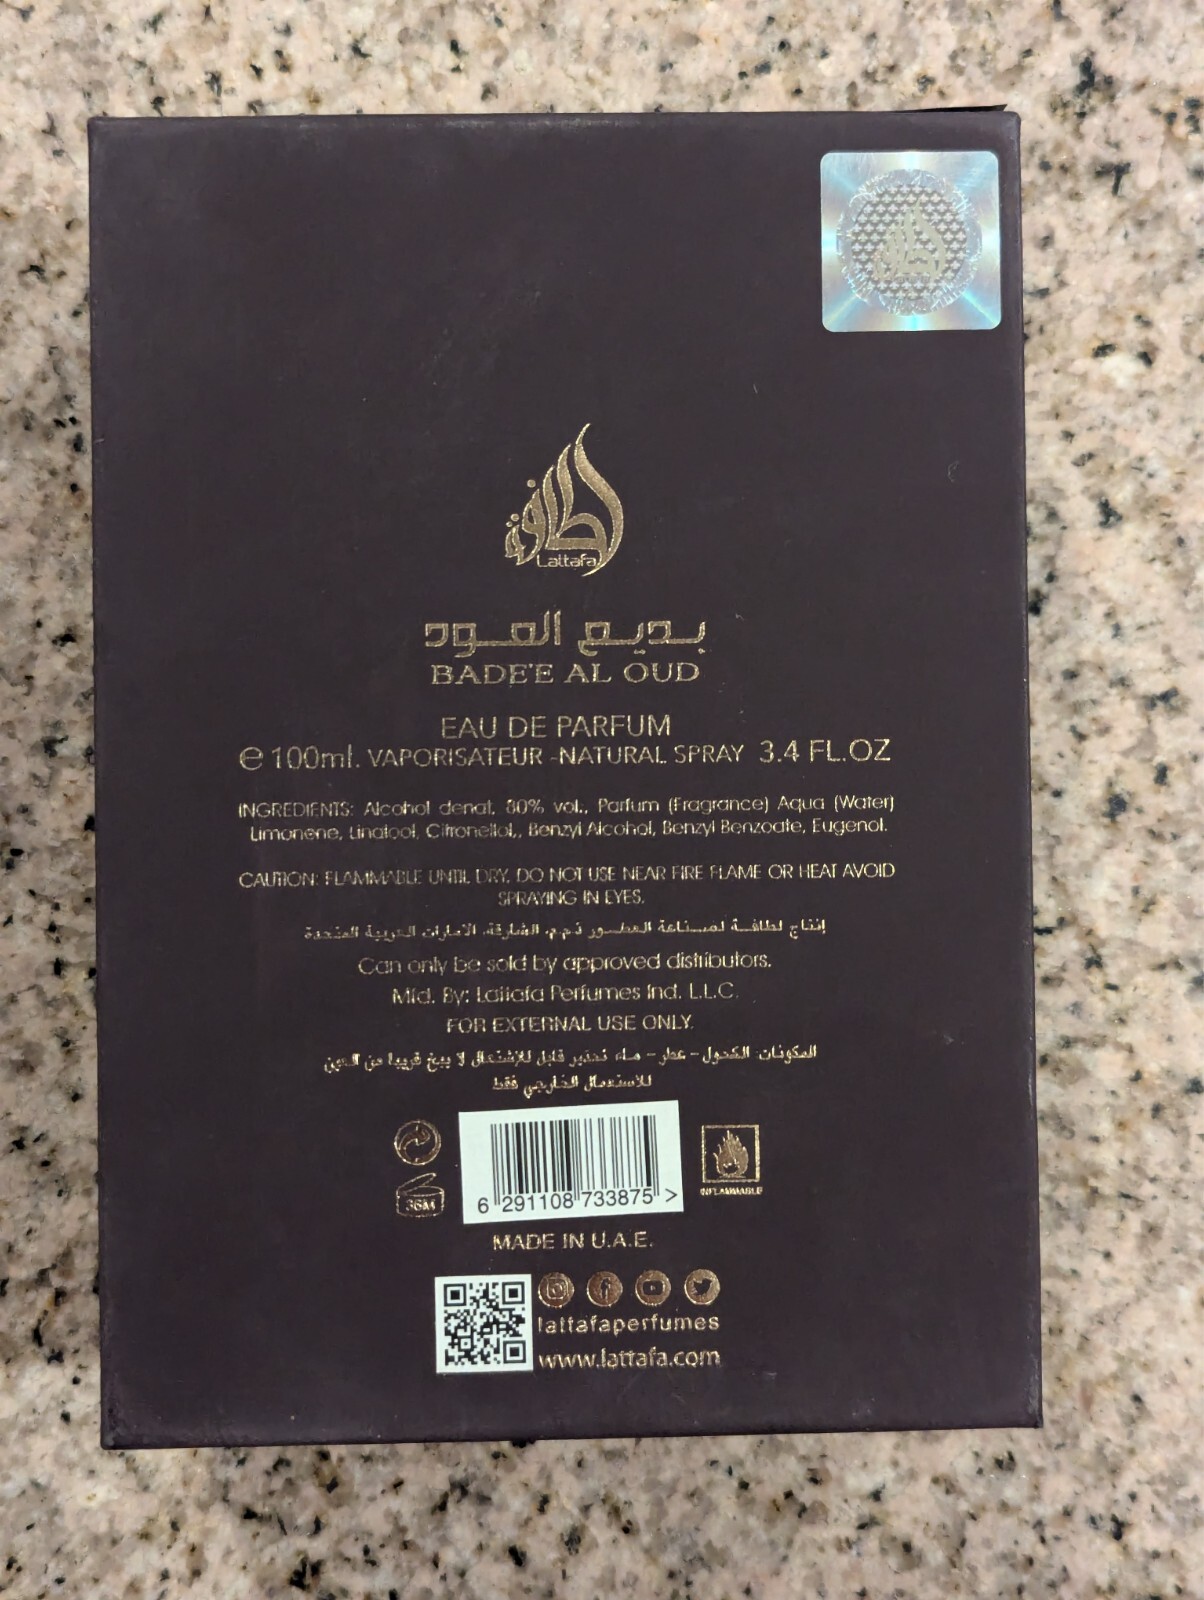 لطافة
Lattafa
بديع العود
BADE'E AL OUD
EAU DE PARFUM
℮ 100ml. VAPORISATEUR -NATURAL SPRAY 3.4 FL.OZ
INGREDIENTS: Alcohol denat, 80% vol., Parfum (Fragrance) Aqua (Water)
Limonene, Linalool, Citronellol,, Benzyl Alcohol, Benzyl Benzoate, Eugenol.
CAUTION: FLAMMABLE UNTIL DRY, DO NOT USE NEAR FIRE FLAME OR HEAT AVOID
SPRAYING IN EYES.
إنتاج لطافة لصناعة العطور ذ.م.م. الشارقة، الامارات العربية المتحدة
Can only be sold by approved distributors.
Mfd. By: Lattafa Perfumes Ind. L.L.C.
FOR EXTERNAL USE ONLY.
المكونات: الكحول - عطر - ماء تحذير قابل للإشتعال لا يبخ قريبا من العين
للاستعمال الخارجي فقط
36M
6 291108 733875 >
INFLAMMABLE
MADE IN U.A.E.
lattafaperfumes
www.lattafa.com